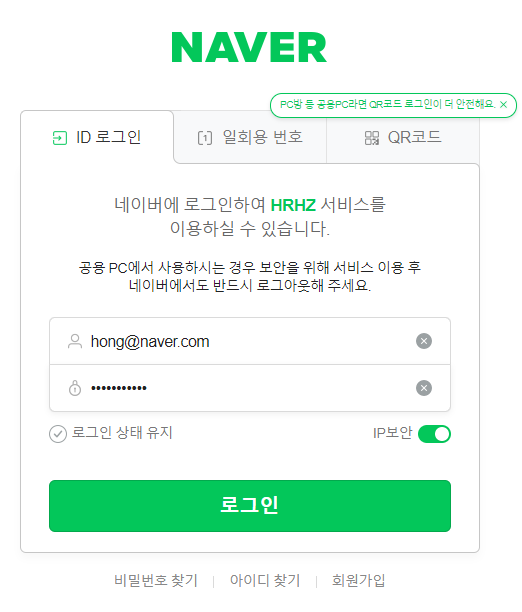 NAVER
PC방 등 공용PC라면 QR코드 로그인이 더 안전해요.
ID 로그인
일회용 번호
QR코드
네이버에 로그인하여 HRHZ 서비스를
이용하실 수 있습니다.
공용 PC에서 사용하시는 경우 보안을 위해 서비스 이용 후
네이버에서도 반드시 로그아웃해 주세요.
hong@naver.com
•••••••••••
로그인 상태 유지
IP보안
로그인
비밀번호 찾기 | 아이디 찾기 | 회원가입